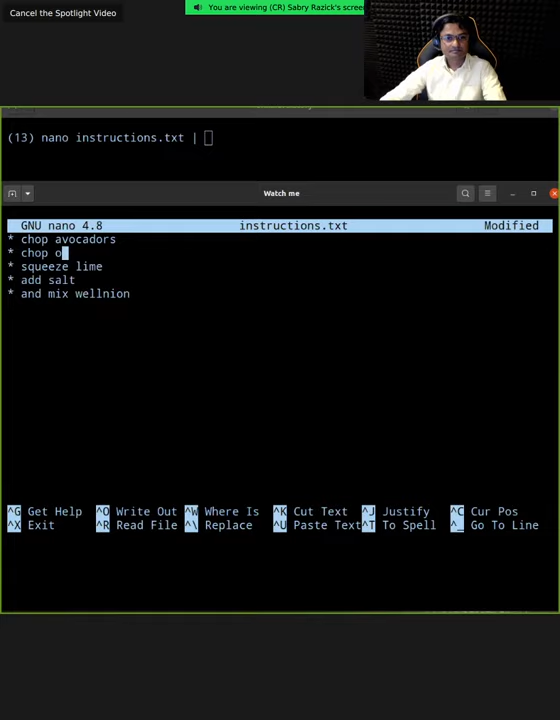 Cancel the Spotlight Video
You are viewing (CR) Sabry Razick's screen
(13) nano instructions.txt |
Watch me
GNU nano 4.8 instructions.txt Modified
* chop avocadors
* chop o
* squeeze lime
* add salt
* and mix wellnion
^G Get Help ^O Write Out ^W Where Is ^K Cut Text ^J Justify ^C Cur Pos
^X Exit ^R Read File ^\ Replace ^U Paste Text ^T To Spell ^_ Go To Line